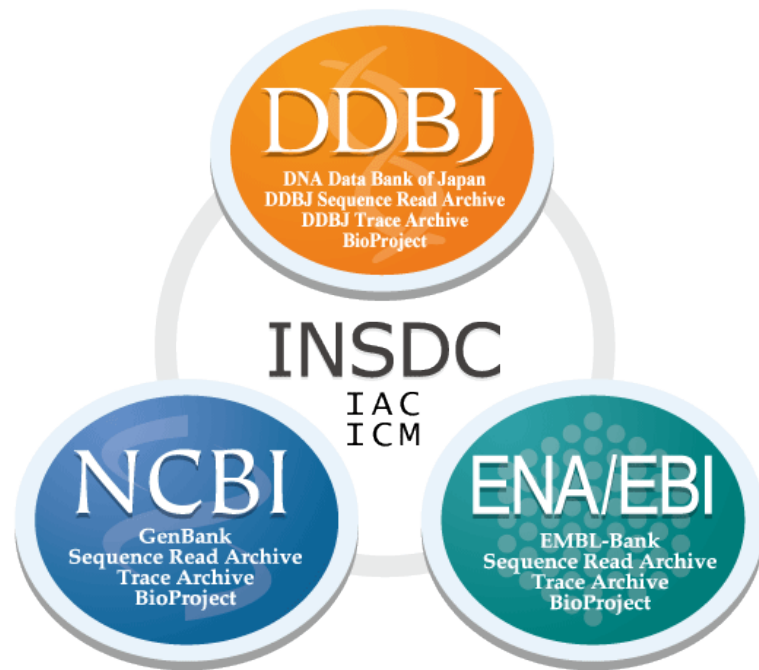 DDBJ
DNA Data Bank of Japan
DDBJ Sequence Read Archive
DDBJ Trace Archive
BioProject
INSDC
IAC
ICM
NCBI
GenBank
Sequence Read Archive
Trace Archive
BioProject
ENA/EBI
EMBL-Bank
Sequence Read Archive
Trace Archive
BioProject